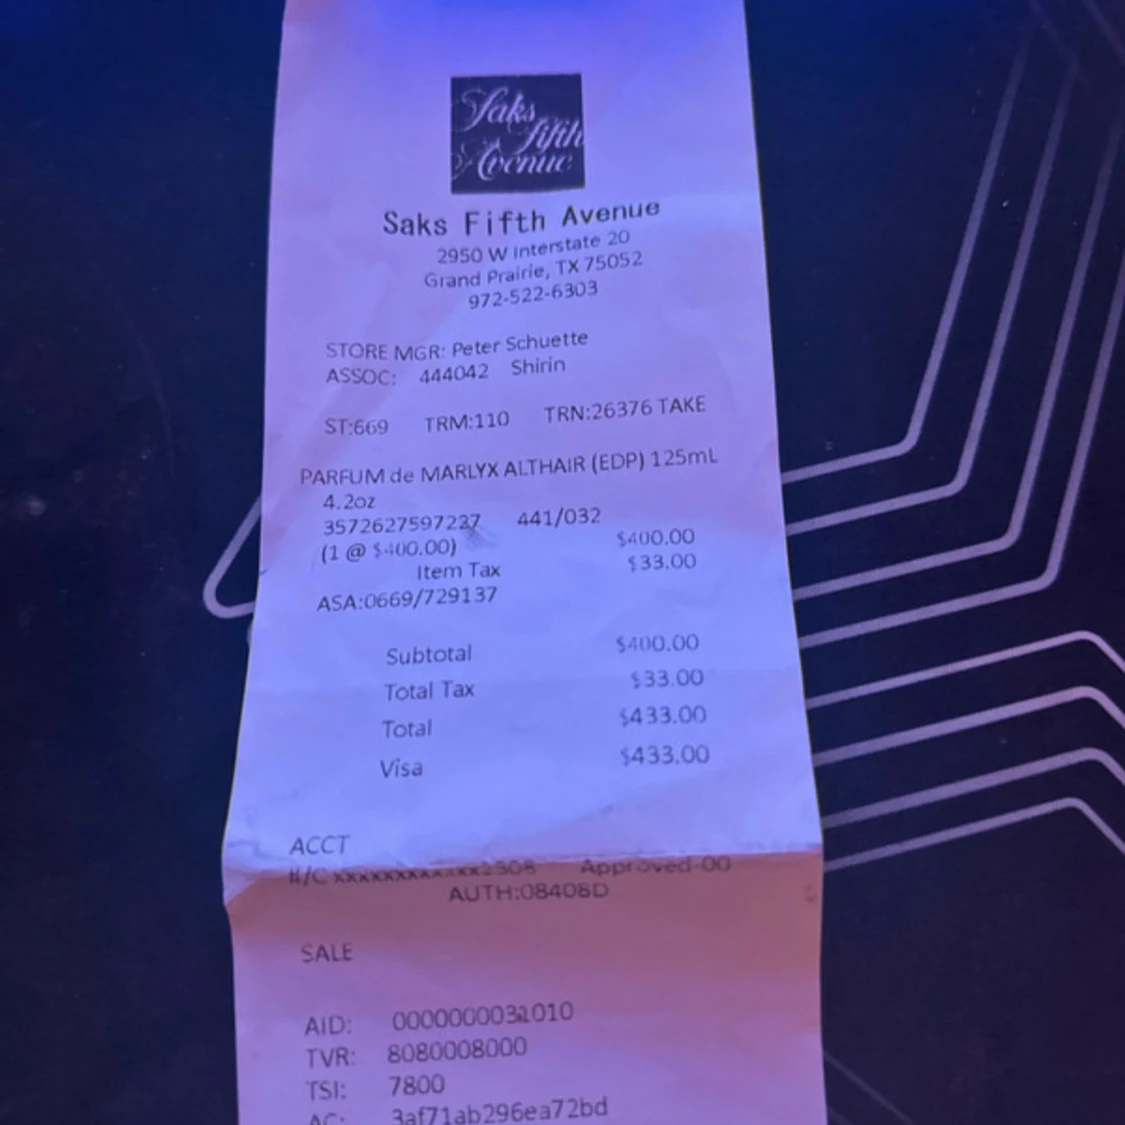 Saks
fifth
Avenue
Saks Fifth Avenue
2950 W Interstate 20
Grand Prairie, TX 75052
972-522-6303
STORE MGR: Peter Schuette
ASSOC: 444042 Shirin
ST:669 TRM:110 TRN:26376 TAKE
PARFUM de MARLYX ALTHAIR (EDP) 125mL
4.2oz
3572627597227 441/032
(1 @ $400.00) $400.00
Item Tax $33.00
ASA:0669/729137
Subtotal $400.00
Total Tax $33.00
Total $433.00
Visa $433.00
ACCT
Approved-00
AUTH:08408D
SALE
AID: 0000000031010
TVR: 8080008000
TSI: 7800
AC: 3af71ab296ea72bd